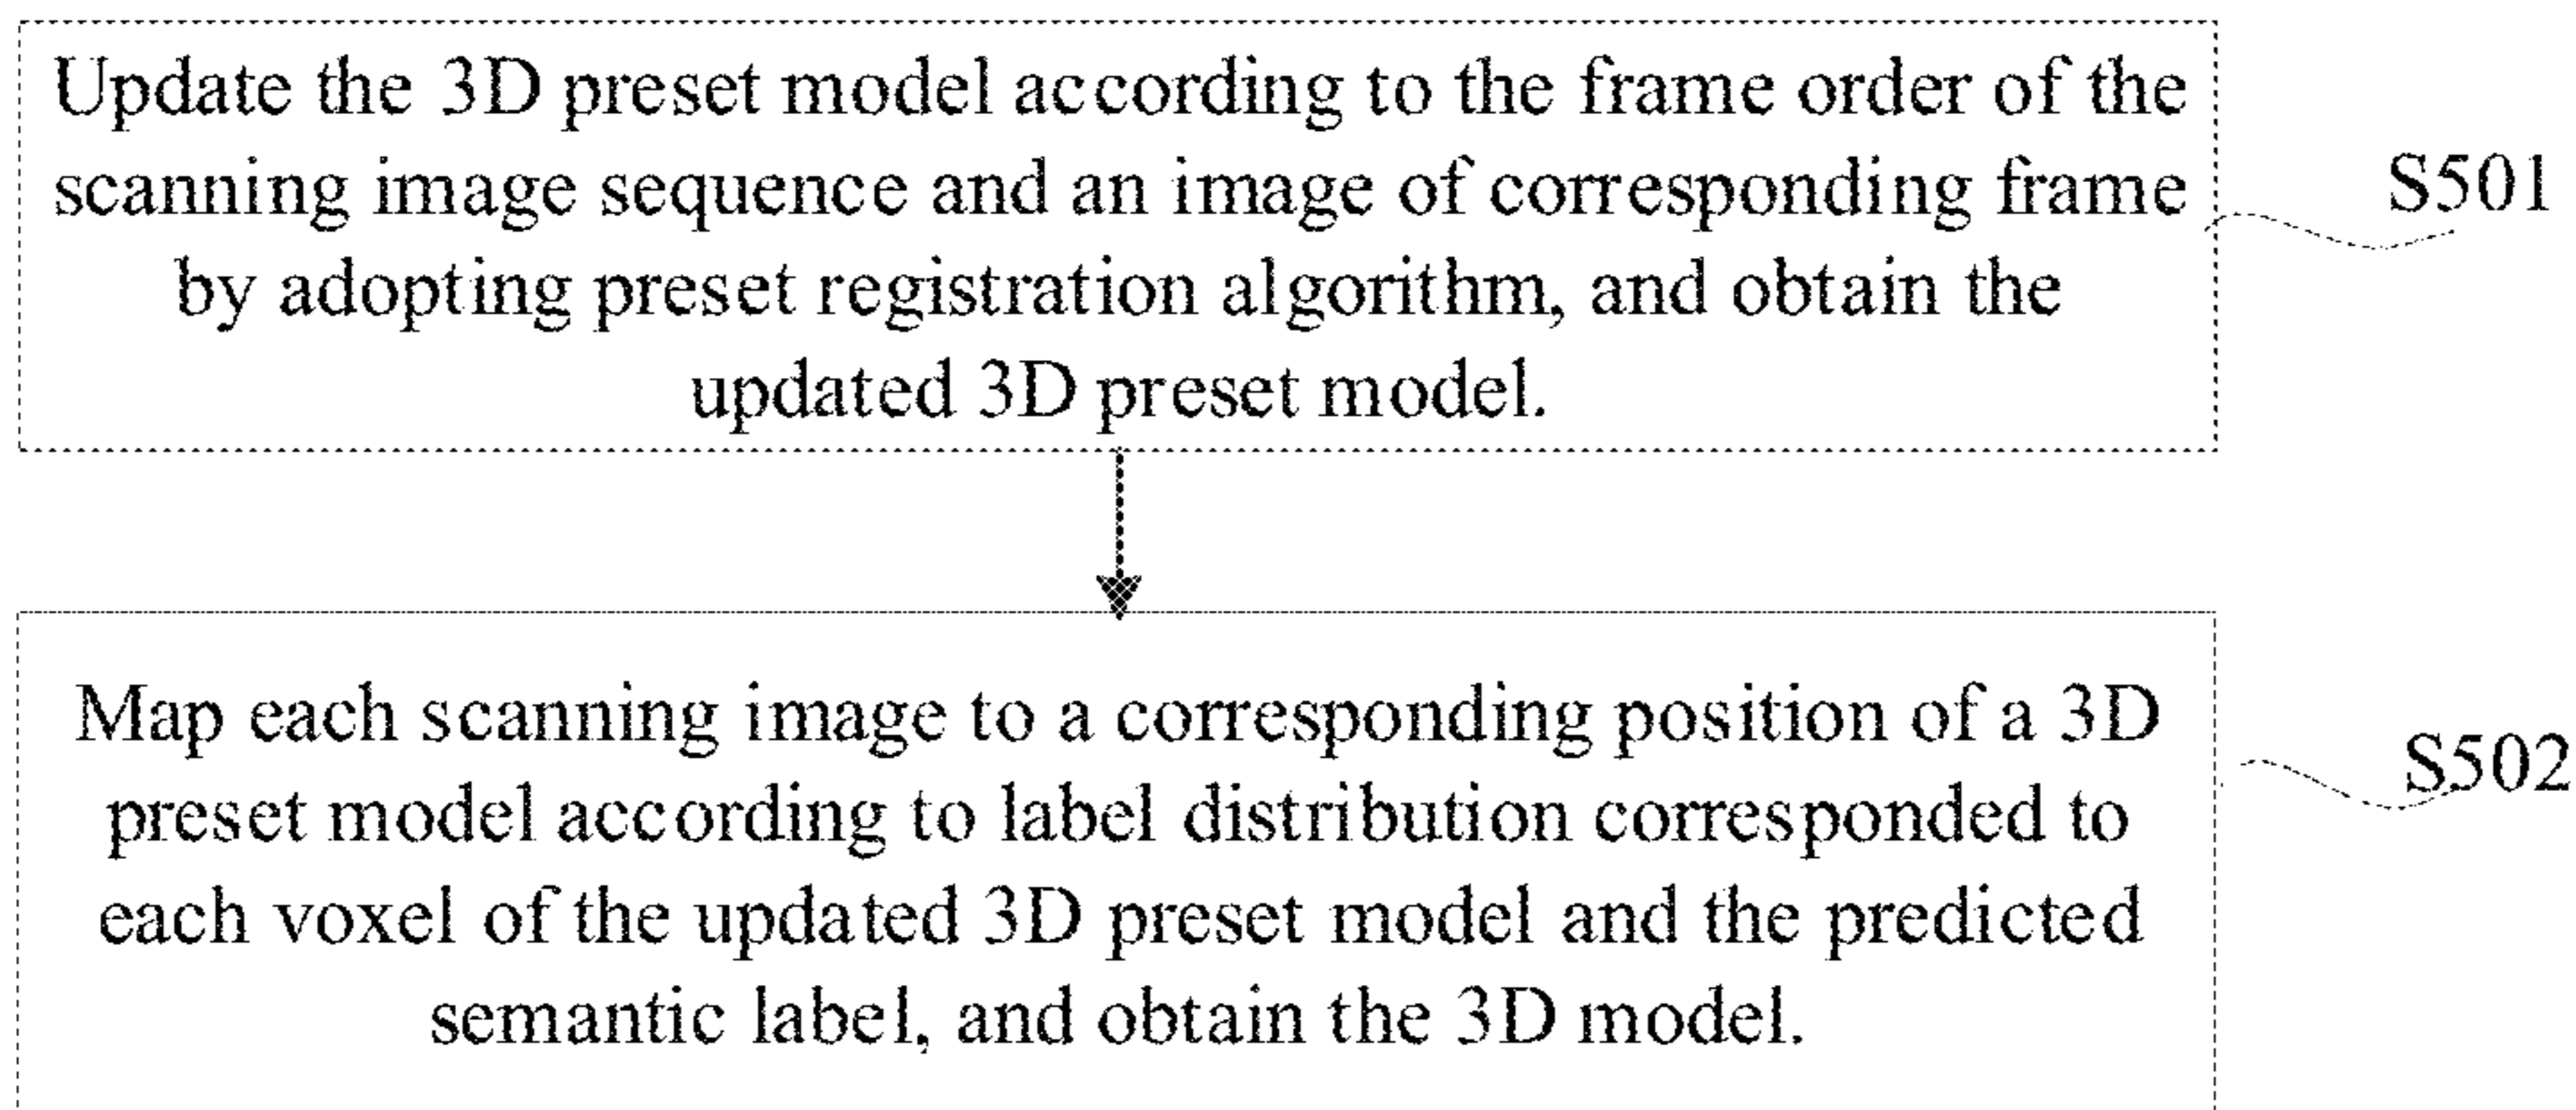 Update the 3D preset model according to the frame order of the
scanning image sequence and an image of corresponding frame
by adopting preset registration algorithm, and obtain the
updated 3D preset model.
S501
Map each scanning image to a corresponding position of a 3D
preset model according to label distribution corresponded to
each voxel of the updated 3D preset model and the predicted
semantic label, and obtain the 3D model.
S502